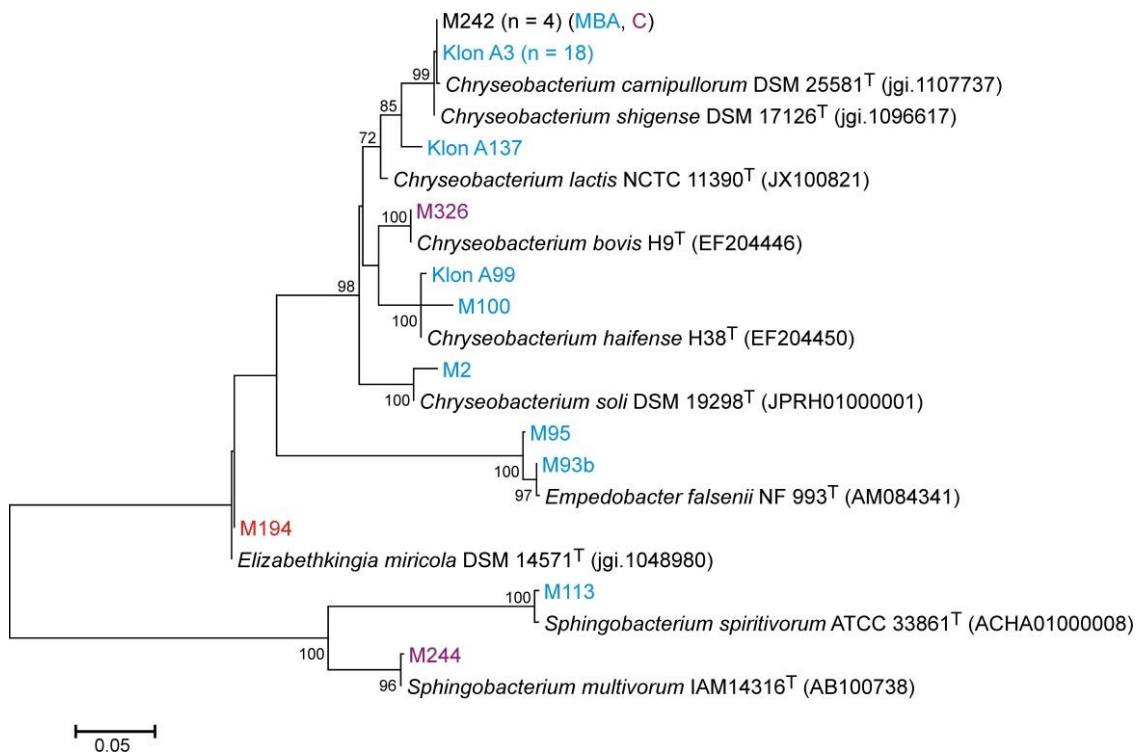 M242 (n = 4) (MBA, C)
Klon A3 (n = 18)
99
Chryseobacterium carnipullorum DSM 25581ᵀ (jgi.1107737)
85
Chryseobacterium shigense DSM 17126ᵀ (jgi.1096617)
72
Klon A137
Chryseobacterium lactis NCTC 11390ᵀ (JX100821)
M326
100
Chryseobacterium bovis H9ᵀ (EF204446)
Klon A99
98
M100
100
Chryseobacterium haifense H38ᵀ (EF204450)
M2
100
Chryseobacterium soli DSM 19298ᵀ (JPRH01000001)
M95
100
M93b
97
Empedobacter falsenii NF 993ᵀ (AM084341)
M194
Elizabethkingia miricola DSM 14571ᵀ (jgi.1048980)
M113
100
Sphingobacterium spiritivorum ATCC 33861ᵀ (ACHA01000008)
100
M244
96
Sphingobacterium multivorum IAM14316ᵀ (AB100738)
0.05